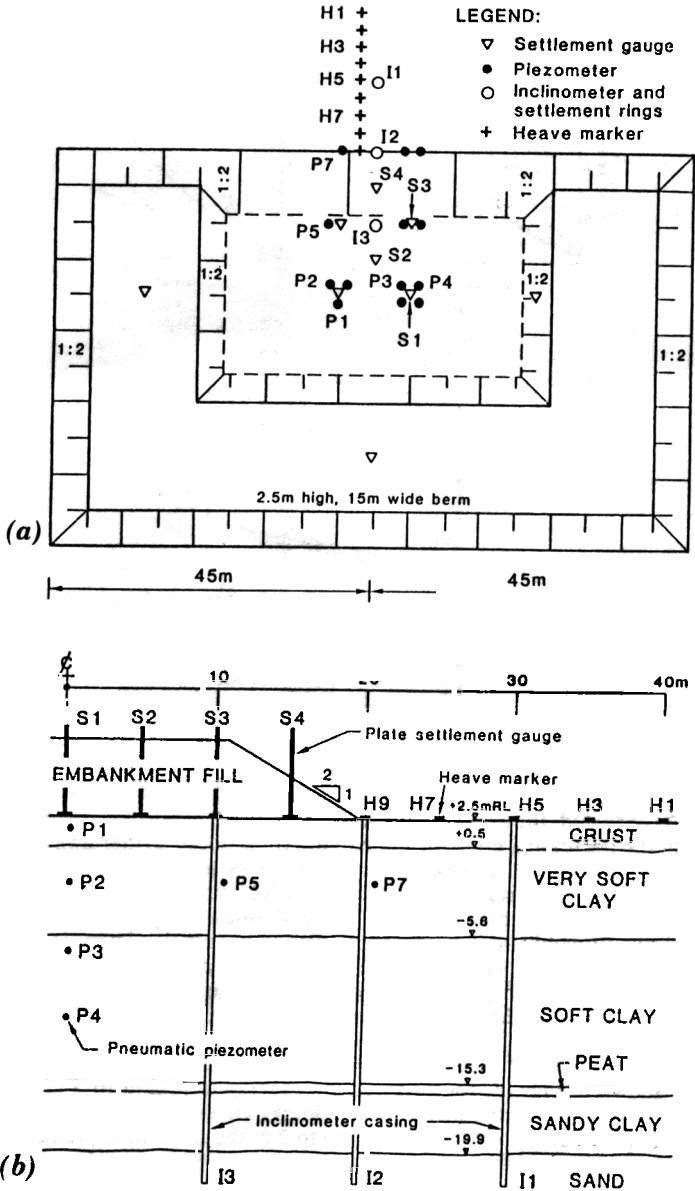 LEGEND:
Settlement gauge
Piezometer
Inclinometer and
settlement rings
Heave marker
H1
H3
H5
I1
H7
I2
P7
S4
S3
1:2
1:2
P5
I3
S2
1:2
1:2
P2
P3
P4
P1
S1
1:2
1:2
2.5m high, 15m wide berm
(a)
45m
45m
10
30
40m
S1
S2
S3
S4
Plate settlement gauge
EMBANKMENT FILL
2
1
Heave marker
H9
H7
+2.5mRL
H5
H3
H1
P1
+0.5
CRUST
P2
P5
P7
VERY SOFT
CLAY
-5.6
P3
P4
SOFT CLAY
Pneumatic piezometer
PEAT
-15.3
Inclinometer casing
SANDY CLAY
-19.9
(b)
I3
I2
I1
SAND